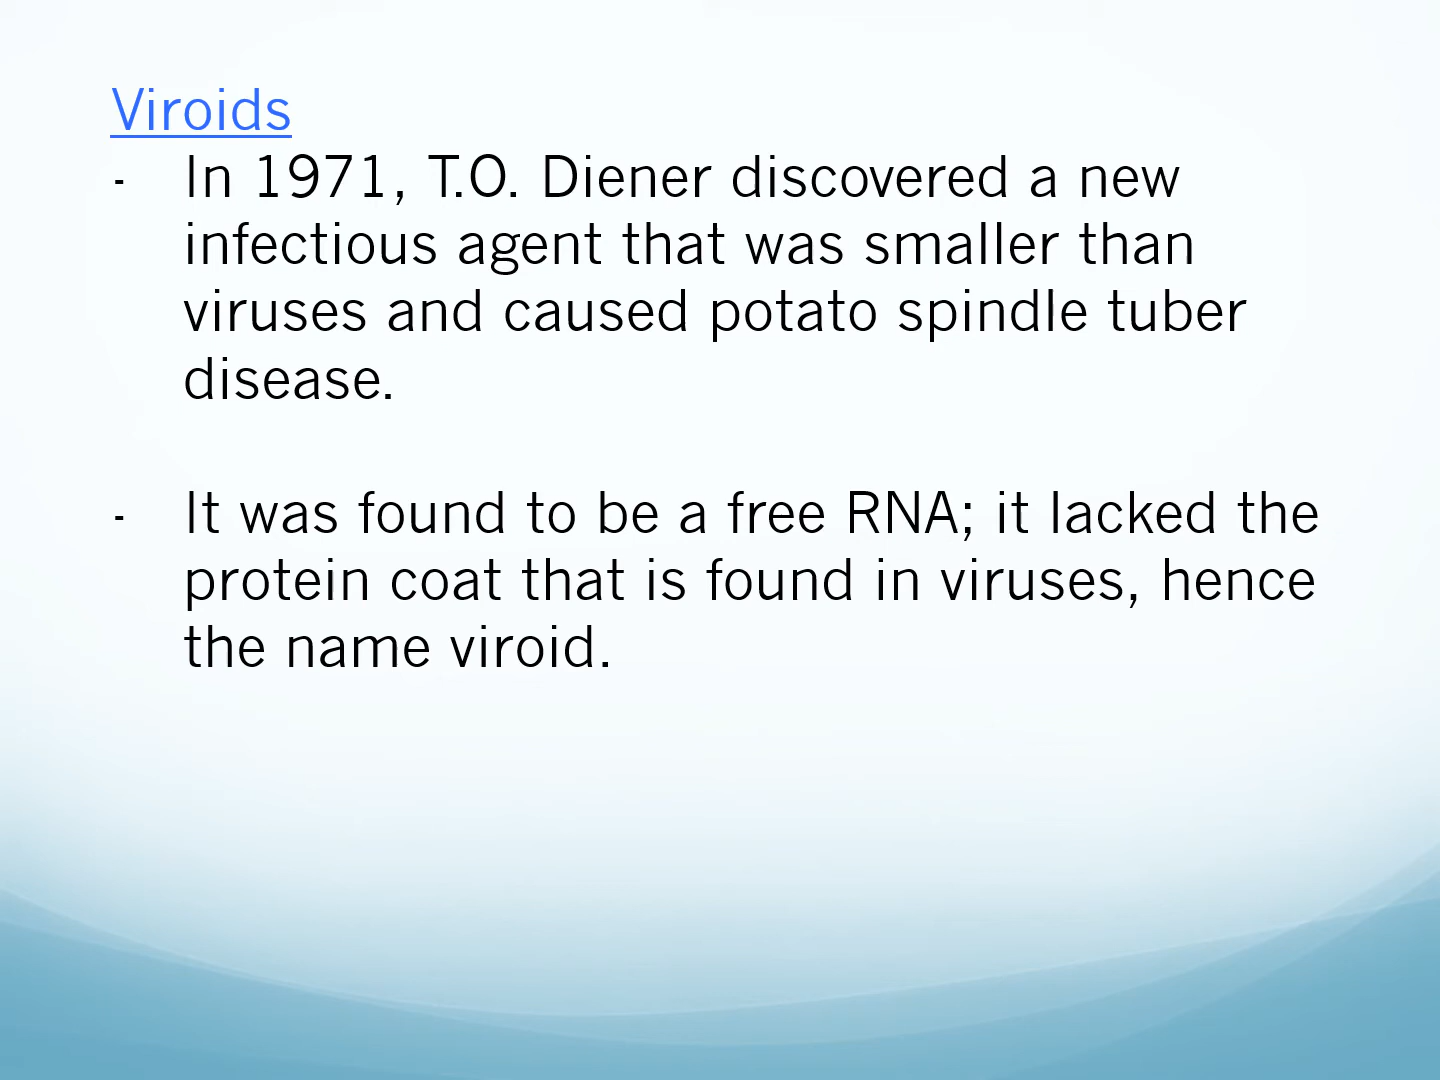 Viroids
- In 1971, T.O. Diener discovered a new
infectious agent that was smaller than
viruses and caused potato spindle tuber
disease.
- It was found to be a free RNA; it lacked the
protein coat that is found in viruses, hence
the name viroid.